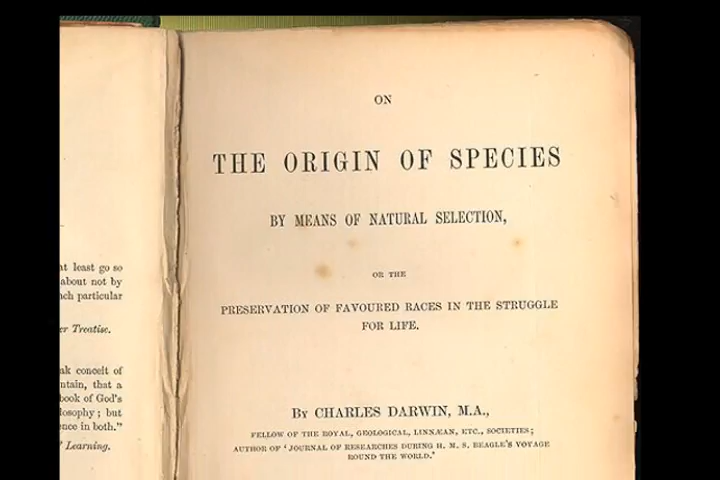 at least go so
about not by
ach particular
er Treatise.
ak conceit of
ntain, that a
book of God's
losophy; but
ence in both."
Learning.
ON
THE ORIGIN OF SPECIES
BY MEANS OF NATURAL SELECTION,
OR THE
PRESERVATION OF FAVOURED RACES IN THE STRUGGLE
FOR LIFE.
BY CHARLES DARWIN, M.A.,
FELLOW OF THE ROYAL, GEOLOGICAL, LINNÆAN, ETC., SOCIETIES;
AUTHOR OF 'JOURNAL OF RESEARCHES DURING H. M. S. BEAGLE'S VOYAGE
ROUND THE WORLD.'